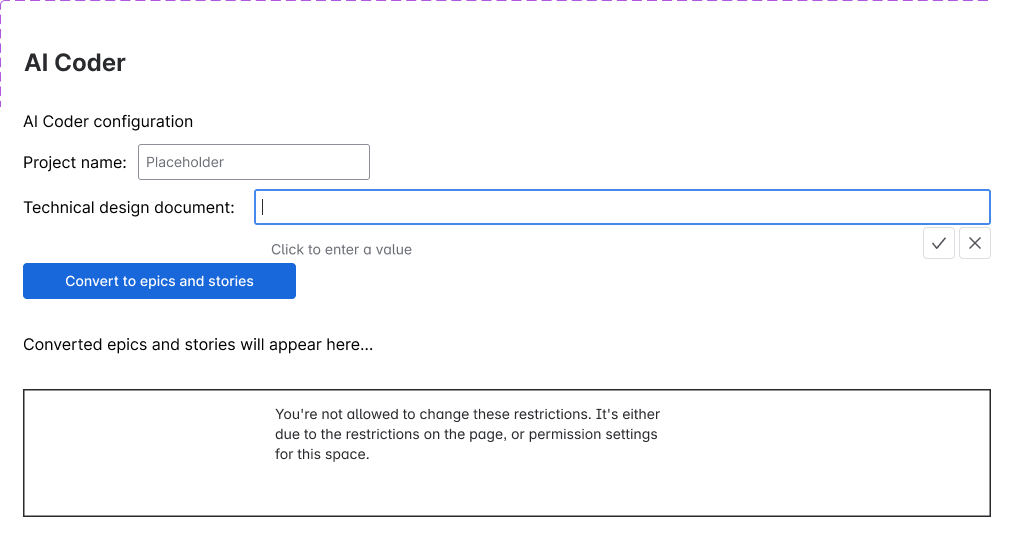 AI Coder
AI Coder configuration
Project name:
Placeholder
Technical design document:
Click to enter a value
Convert to epics and stories
Converted epics and stories will appear here...
You're not allowed to change these restrictions. It's either
due to the restrictions on the page, or permission settings
for this space.